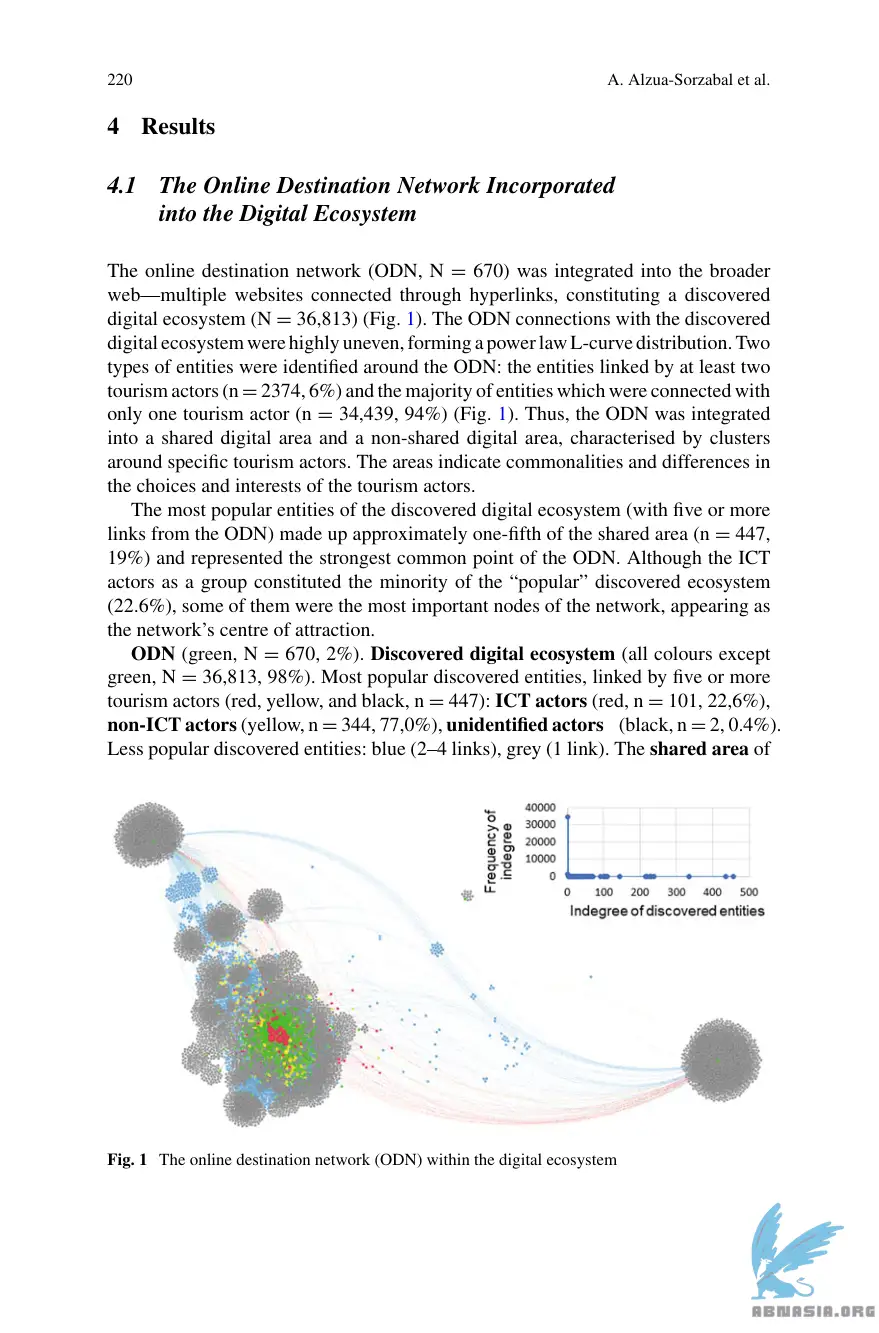 220
A. Alzua-Sorzabal et al.
4 Results
4.1 The Online Destination Network Incorporated
into the Digital Ecosystem
The online destination network (ODN, N = 670) was integrated into the broader
web—multiple websites connected through hyperlinks, constituting a discovered
digital ecosystem (N = 36,813) (Fig. 1). The ODN connections with the discovered
digital ecosystem were highly uneven, forming a power law L-curve distribution. Two
types of entities were identified around the ODN: the entities linked by at least two
tourism actors (n = 2374, 6%) and the majority of entities which were connected with
only one tourism actor (n = 34,439, 94%) (Fig. 1). Thus, the ODN was integrated
into a shared digital area and a non-shared digital area, characterised by clusters
around specific tourism actors. The areas indicate commonalities and differences in
the choices and interests of the tourism actors.
The most popular entities of the discovered digital ecosystem (with five or more
links from the ODN) made up approximately one-fifth of the shared area (n = 447,
19%) and represented the strongest common point of the ODN. Although the ICT
actors as a group constituted the minority of the “popular” discovered ecosystem
(22.6%), some of them were the most important nodes of the network, appearing as
the network’s centre of attraction.
ODN (green, N = 670, 2%). Discovered digital ecosystem (all colours except
green, N = 36,813, 98%). Most popular discovered entities, linked by five or more
tourism actors (red, yellow, and black, n = 447): ICT actors (red, n = 101, 22,6%),
non-ICT actors (yellow, n = 344, 77,0%), unidentified actors (black, n = 2, 0.4%).
Less popular discovered entities: blue (2–4 links), grey (1 link). The shared area of
Frequency of
indegree
40000
30000
20000
10000
0
0 100 200 300 400 500
Indegree of discovered entities
Fig. 1 The online destination network (ODN) within the digital ecosystem
ABNASIA.ORG